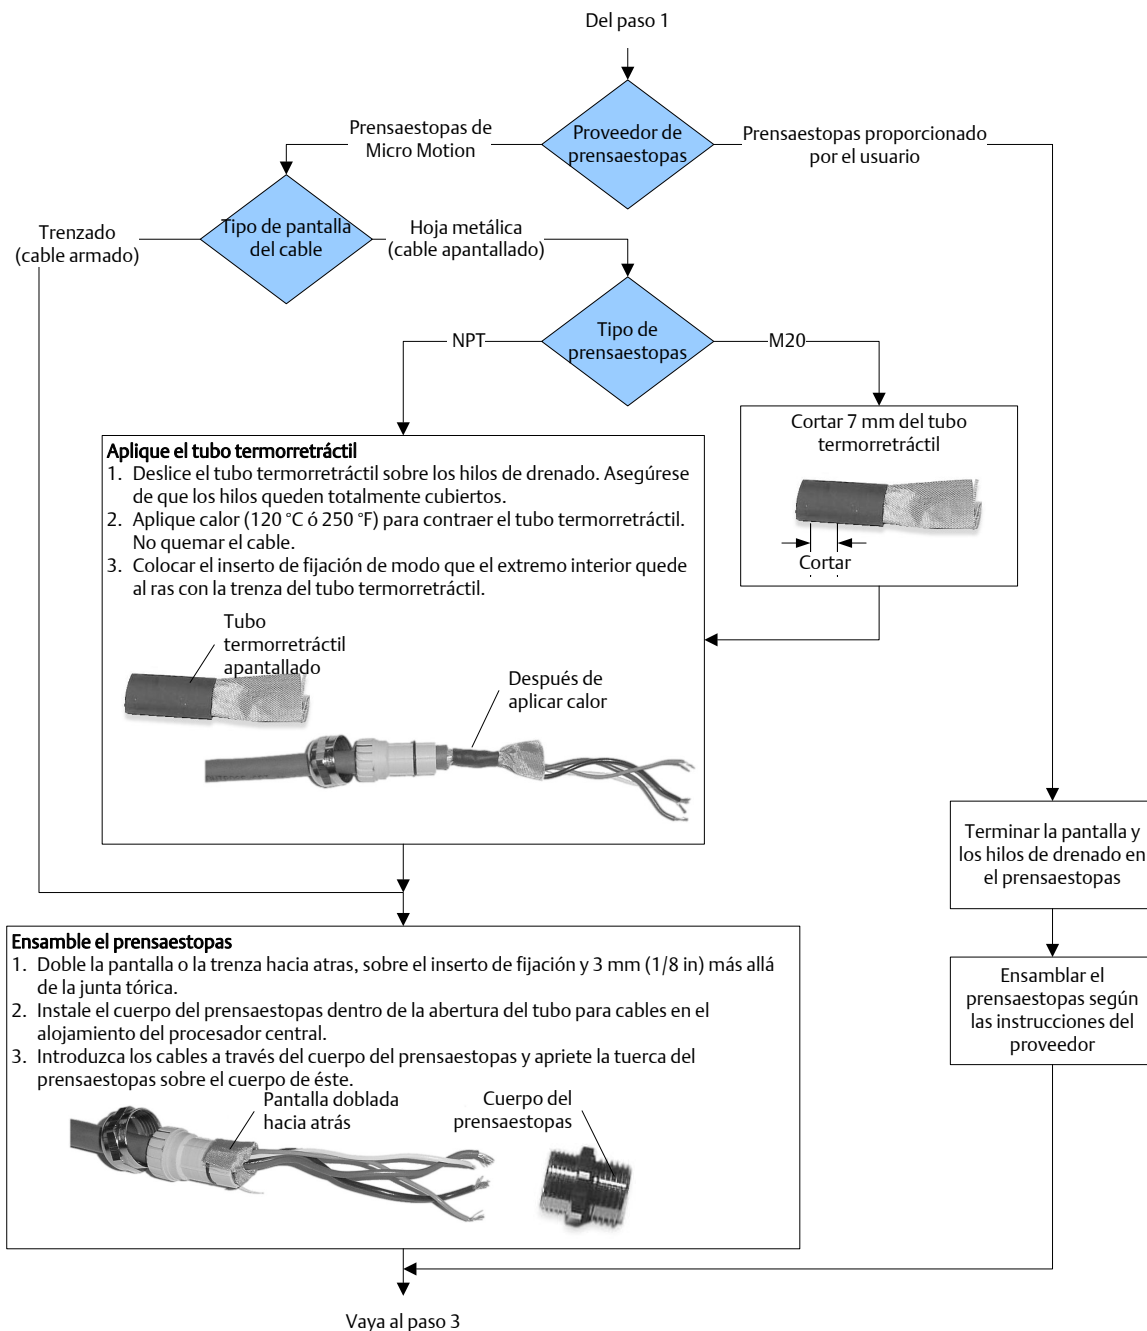 Del paso 1
Proveedor de
prensaestopas
Prensaestopas de
Micro Motion
Prensaestopas proporcionado
por el usuario
Tipo de pantalla
del cable
Trenzado
(cable armado)
Hoja metálica
(cable apantallado)
Tipo de
prensaestopas
NPT
M20
Cortar 7 mm del tubo
termorretráctil
Cortar
Aplique el tubo termorretráctil
1. Deslice el tubo termorretráctil sobre los hilos de drenado. Asegúrese
de que los hilos queden totalmente cubiertos.
2. Aplique calor (120 °C ó 250 °F) para contraer el tubo termorretráctil.
No quemar el cable.
3. Colocar el inserto de fijación de modo que el extremo interior quede
al ras con la trenza del tubo termorretráctil.
Tubo
termorretráctil
apantallado
Después de
aplicar calor
Terminar la pantalla y
los hilos de drenado en
el prensaestopas
Ensamblar el
prensaestopas según
las instrucciones del
proveedor
Ensamble el prensaestopas
1. Doble la pantalla o la trenza hacia atras, sobre el inserto de fijación y 3 mm (1/8 in) más allá
de la junta tórica.
2. Instale el cuerpo del prensaestopas dentro de la abertura del tubo para cables en el
alojamiento del procesador central.
3. Introduzca los cables a través del cuerpo del prensaestopas y apriete la tuerca del
prensaestopas sobre el cuerpo de éste.
Pantalla doblada
hacia atrás
Cuerpo del
prensaestopas
Vaya al paso 3